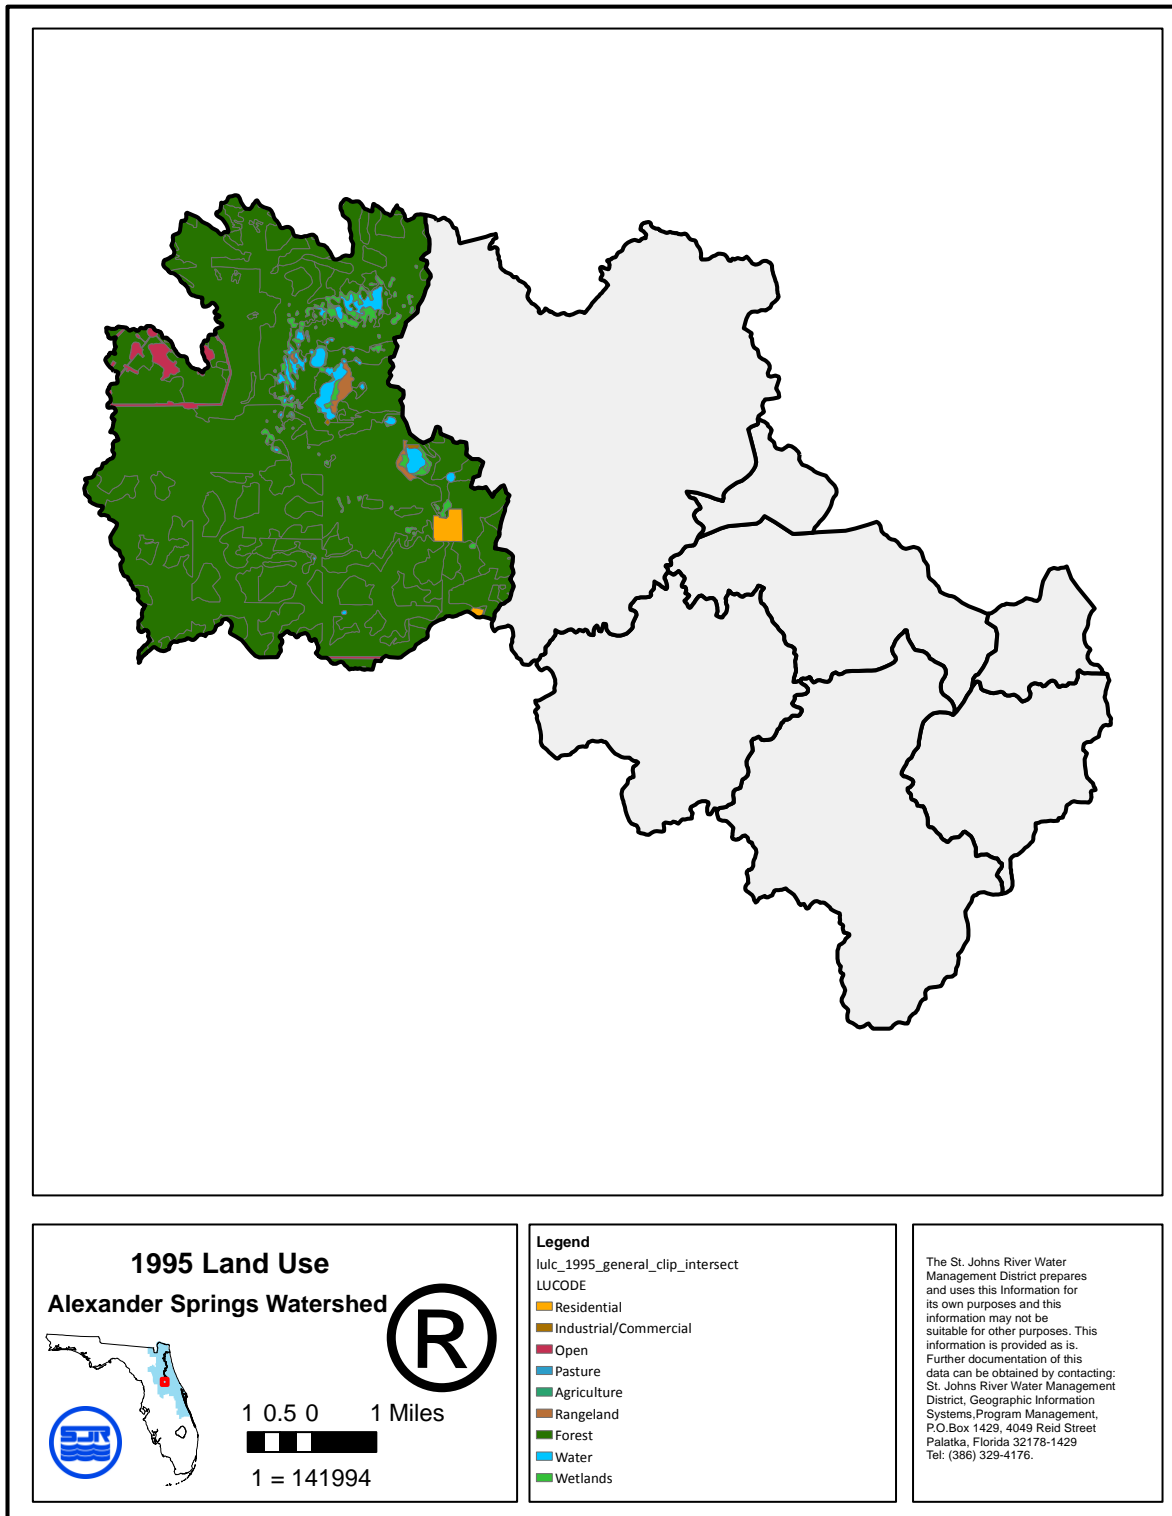 1995 Land Use
Alexander Springs Watershed
R
SJR
1 0.5 0 1 Miles
1 = 141994
Legend
lulc_1995_general_clip_intersect
LUCODE
Residential
Industrial/Commercial
Open
Pasture
Agriculture
Rangeland
Forest
Water
Wetlands
The St. Johns River Water
Management District prepares
and uses this Information for
its own purposes and this
information may not be
suitable for other purposes. This
information is provided as is.
Further documentation of this
data can be obtained by contacting:
St. Johns River Water Management
District, Geographic Information
Systems,Program Management,
P.O.Box 1429, 4049 Reid Street
Palatka, Florida 32178-1429
Tel: (386) 329-4176.